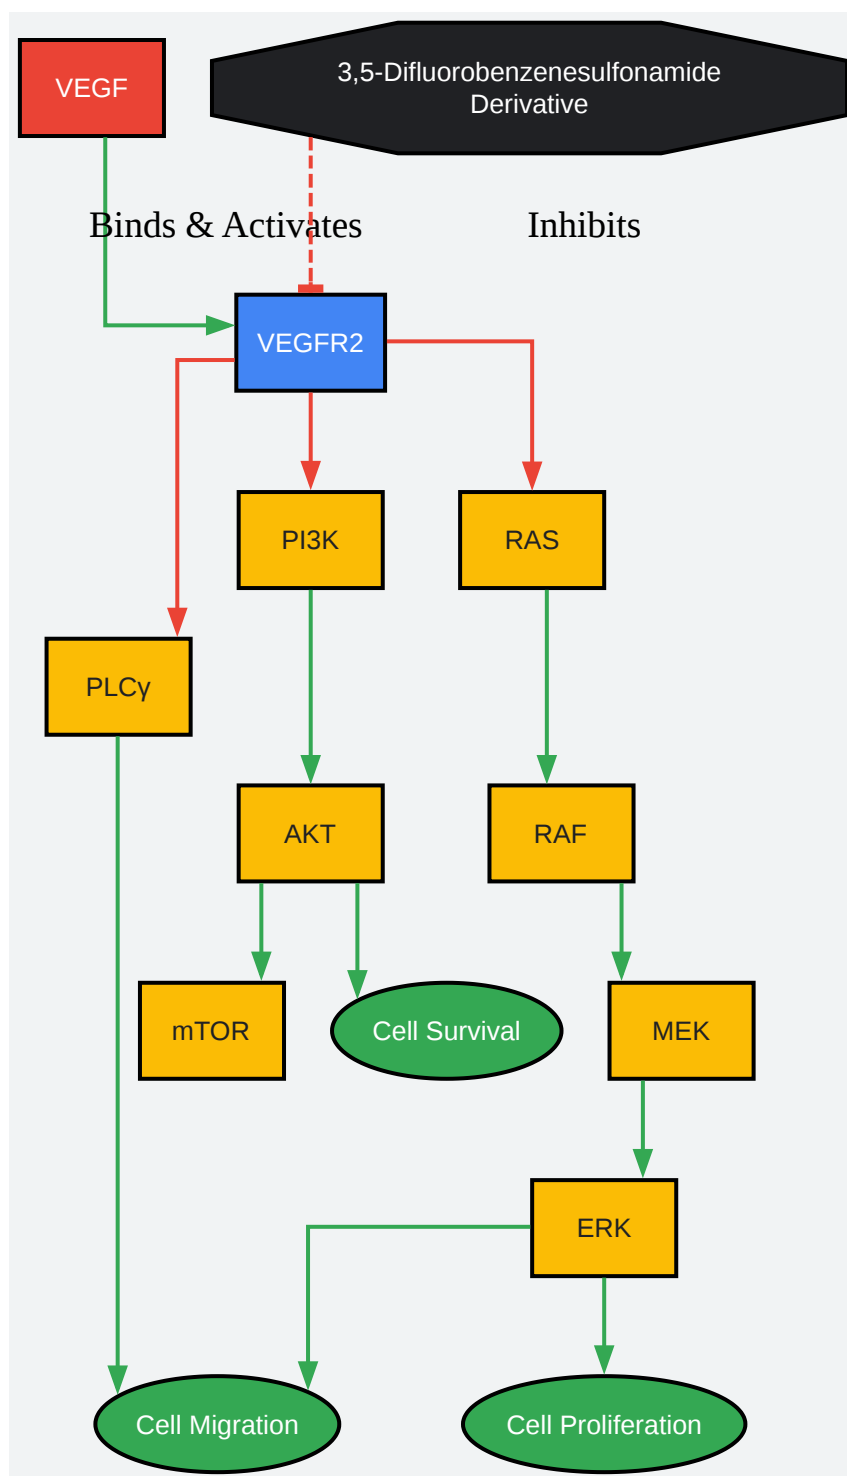 VEGF
3,5-Difluorobenzenesulfonamide
Derivative
Binds & Activates
Inhibits
VEGFR2
PI3K
RAS
PLCγ
AKT
RAF
mTOR
Cell Survival
MEK
ERK
Cell Migration
Cell Proliferation